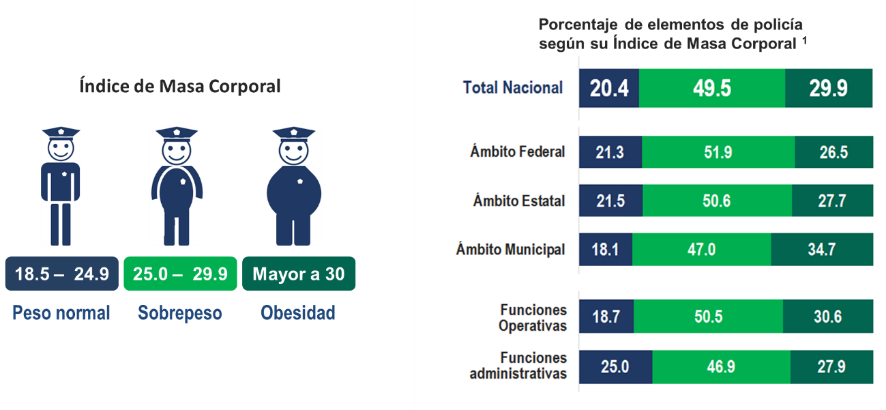 Índice de Masa Corporal
18.5 – 24.9
25.0 – 29.9
Mayor a 30
Peso normal
Sobrepeso
Obesidad
Porcentaje de elementos de policía
según su Índice de Masa Corporal 1
Total Nacional 20.4 49.5 29.9
Ámbito Federal 21.3 51.9 26.5
Ámbito Estatal 21.5 50.6 27.7
Ámbito Municipal 18.1 47.0 34.7
Funciones
Operativas 18.7 50.5 30.6
Funciones
administrativas 25.0 46.9 27.9